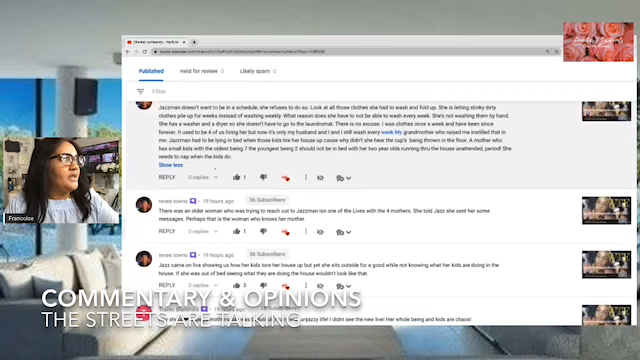 Channel comments - YouTube
Published
Held for review 0
Likely spam 0
Filter
Jazzman doesn't want to be in a schedule, she refuses to do so. Look at all those clothes she had to wash and fold up. She is letting stinky dirty
clothes pile up for weeks instead of washing weekly. What reason does she have to not be able to wash every week. She's not washing them by hand.
She has a washer and a dryer so she doesn't have to go to the laundromat. There is no excuse, i was clothes once a week and have been since
forever. It used to be 4 of us living her but now it's only my husband and I and I still wash every week.My grandmother who raised me instilled that in
me. Jazzman had to be lying in bed when those kids tire her house up cause why didn't she hear the cup's being thrown in the floor. A mother who
has small kids with the oldest being 7 the youngest being 2 should not be in bed with her two year olds running thru the house unattended, period! She
needs to nap when the kids do.
Show less
REPLY 0 replies 1
renee towns 19 hours ago 36 Subscribers
There was an older woman who was trying to reach out to Jazzman isn one of the Lives with the 4 mothers. She told Jazz she sent her some
messages. Perhaps that is the woman who knows her mother.
REPLY 0 replies 1
renee towns 19 hours ago 36 Subscribers
Jazz came on live showing us how her kids tore her house up but yet she sits outside for a good while not knowing what her kids are doing in the
house. If she was out of bed seeing what they are doing the house wouldn't look like that.
REPLY 0 replies 3
19 hours ago
unjazzy life! I didnt see the new live! Her whole being and kids are chaos!
Francoise
COMMENTARY & OPINIONS
THE STREETS ARE TALKING